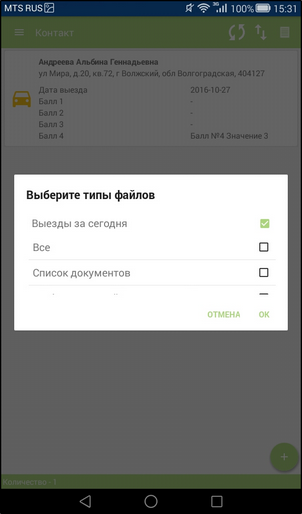 MTS RUS 3G 100% 15:31
Контакт
Андреева Альбина Геннадьевна
ул Мира, д.20, кв.72, г Волжский, обл Волгоградская, 404127
Дата выезда 2016-10-27
Балл 1 -
Балл 2 -
Балл 3 -
Балл 4 Балл №4 Значение 3
Выберите типы файлов
Выезды за сегодня
Все
Список документов
ОТМЕНА OK
Количество - 1